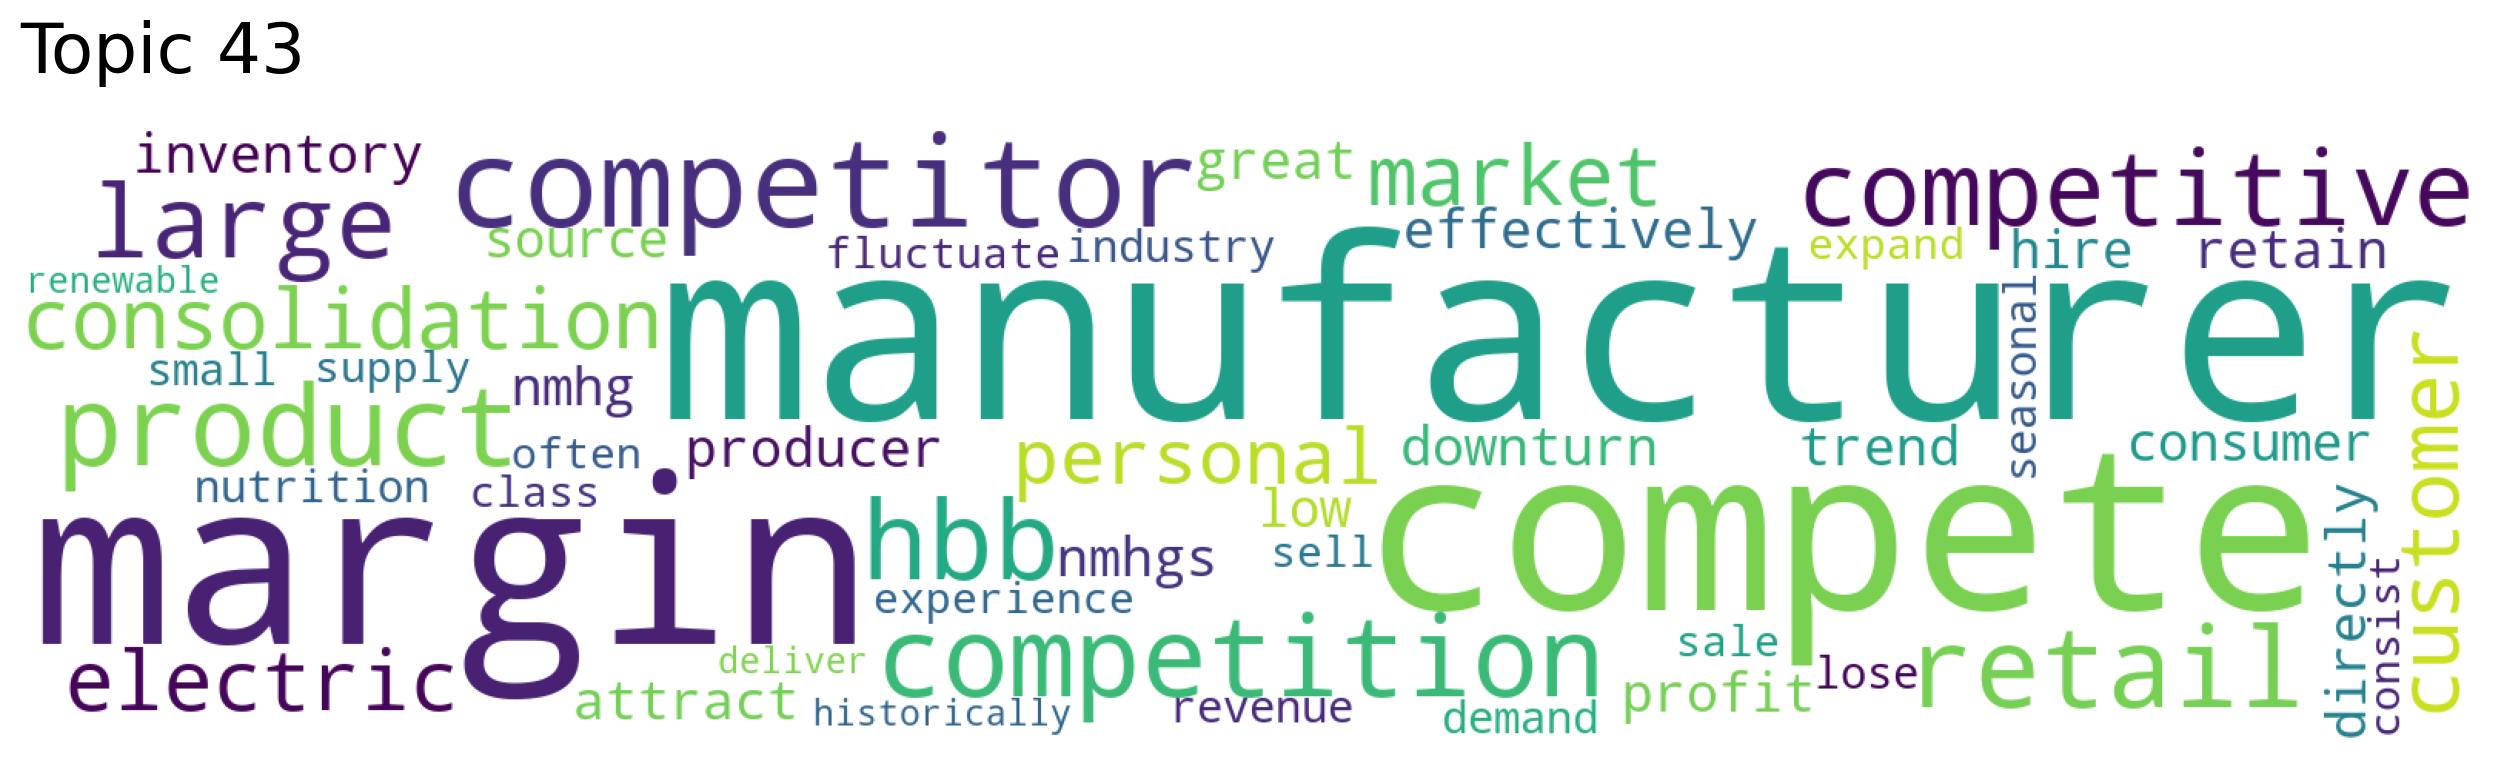 Topic 43
inventory
competitor
great
market
competitive
large
source
fluctuate
industry
effectively
expand
hire
retain
renewable
consolidation
manufacturer
seasonal
small
supply
nmhg
product
often
producer
personal
downturn
trend
consumer
customer
nutrition
class
margin
hbb
nmhgs
low
sell
compete
directly
consist
experience
electric
deliver
competition
sale
retail
attract
historically
revenue
demand
profit
lose